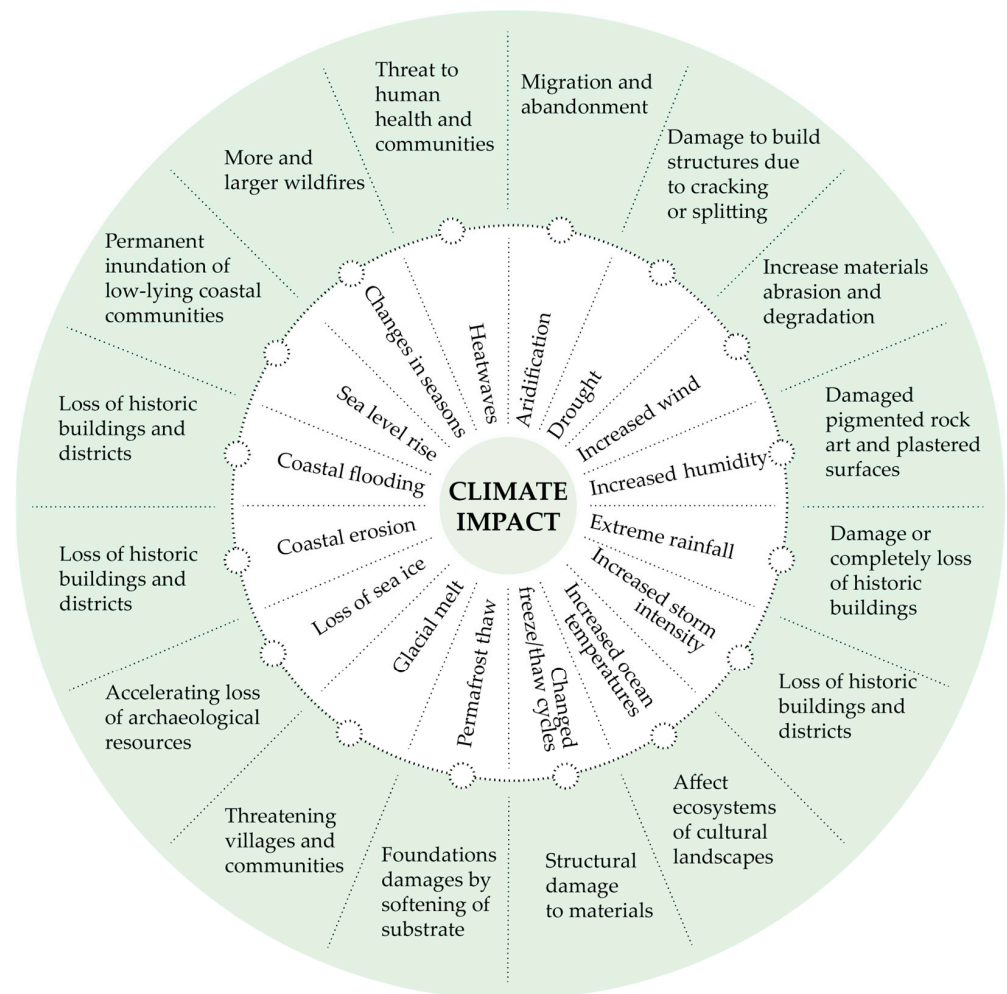 CLIMATE
IMPACT
Aridification
Drought
Increased wind
Increased humidity
Extreme rainfall
Increased storm
intensity
Increased ocean
temperatures
Changed
freeze/thaw cycles
Permafrost thaw
Glacial melt
Loss of sea ice
Coastal erosion
Coastal flooding
Sea level rise
Changes in seasons
Heatwaves
Migration and
abandonment
Damage to build
structures due
to cracking
or splitting
Increase materials
abrasion and
degradation
Damaged
pigmented rock
art and plastered
surfaces
Damage or
completely loss
of historic
buildings
Loss of historic
buildings and
districts
Affect
ecosystems
of cultural
landscapes
Structural
damage
to materials
Foundations
damages by
softening of
substrate
Threatening
villages and
communities
Accelerating loss
of archaeological
resources
Loss of historic
buildings and
districts
Loss of historic
buildings and
districts
Permanent
inundation of
low-lying coastal
communities
More and
larger wildfires
Threat to
human
health and
communities